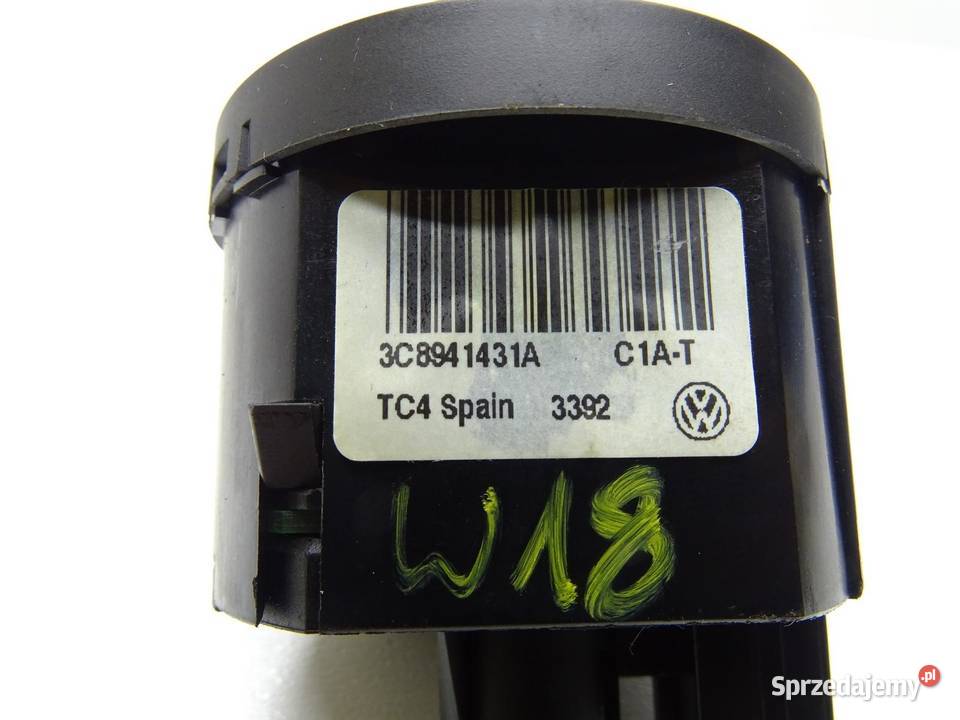 3C8941431A C1A-T
TC4 Spain 3392
W18
Sprzedajemy.pl